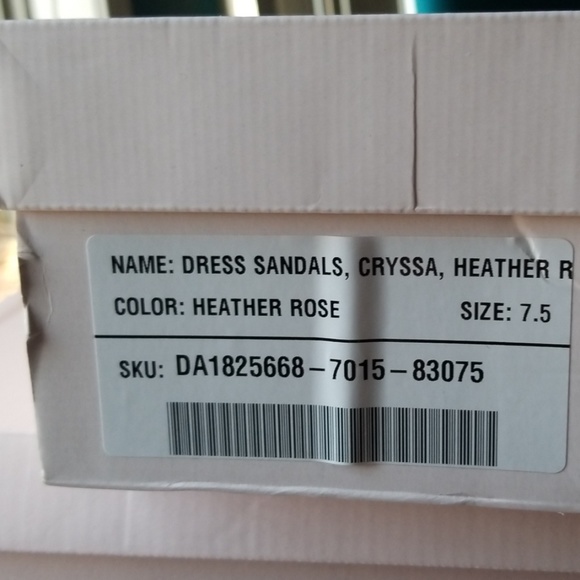 NAME: DRESS SANDALS, CRYSSA, HEATHER R
COLOR: HEATHER ROSE SIZE: 7.5
SKU: DA1825668-7015-83075